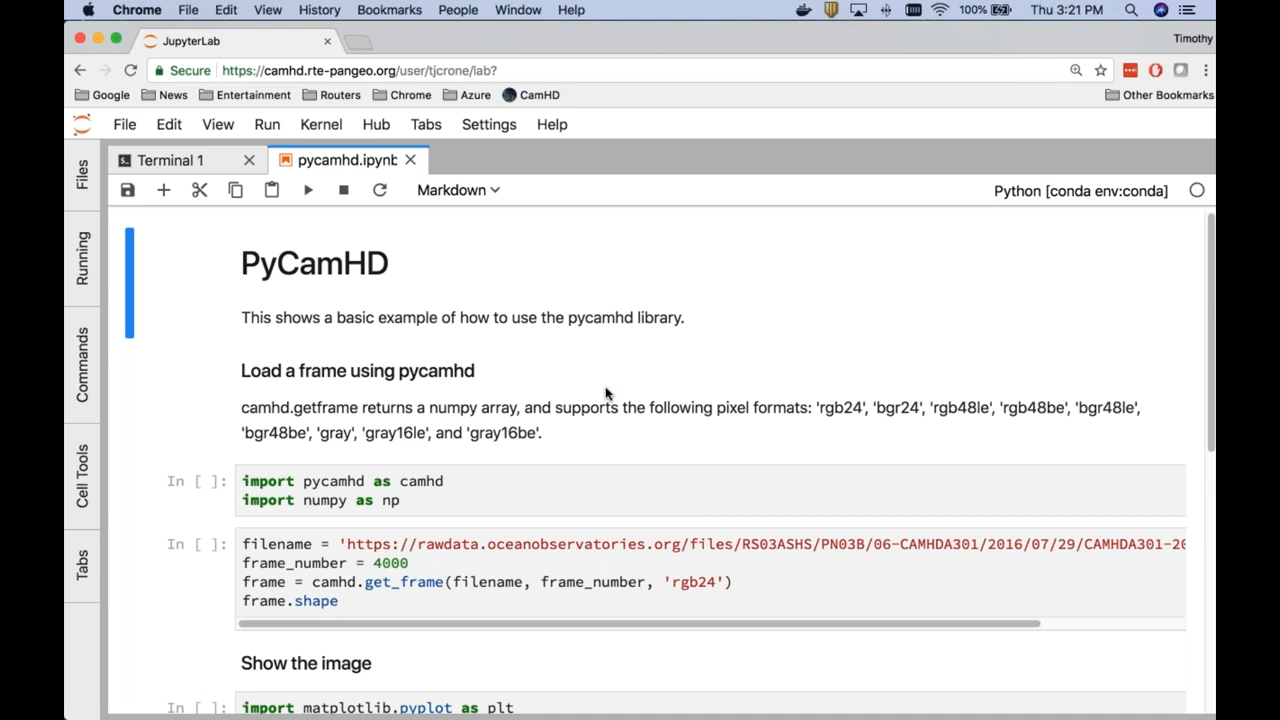 Chrome File Edit View History Bookmarks People Window Help 100% Thu 3:21 PM
JupyterLab Timothy
Secure https://camhd.rte-pangeo.org/user/tjcrone/lab?
Google News Entertainment Routers Chrome Azure CamHD Other Bookmarks
File Edit View Run Kernel Hub Tabs Settings Help
Files
Running
Commands
Cell Tools
Tabs
Terminal 1 pycamhd.ipynb
Markdown Python [conda env:conda]
PyCamHD
This shows a basic example of how to use the pycamhd library.
Load a frame using pycamhd
camhd.getframe returns a numpy array, and supports the following pixel formats: 'rgb24', 'bgr24', 'rgb48le', 'rgb48be', 'bgr48le',
'bgr48be', 'gray', 'gray16le', and 'gray16be'.
In [ ]: import pycamhd as camhd
import numpy as np
In [ ]: filename = 'https://rawdata.oceanobservatories.org/files/RS03ASHS/PN03B/06-CAMHDA301/2016/07/29/CAMHDA301-20
frame_number = 4000
frame = camhd.get_frame(filename, frame_number, 'rgb24')
frame.shape
Show the image
In [ ]: import matplotlib.pyplot as plt